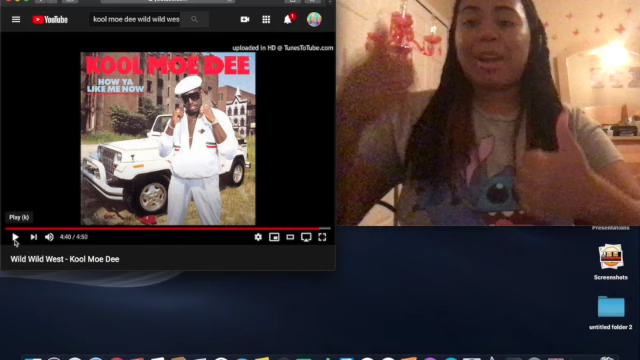 YouTube
kool moe dee wild wild wes
uploaded in HD @ TunesToTube.com
KOOL MOE DEE
HOW YA
LIKE ME NOW
Play (k)
4:40 / 4:50
Wild Wild West - Kool Moe Dee
Presentations
Screenshots
untitled folder 2